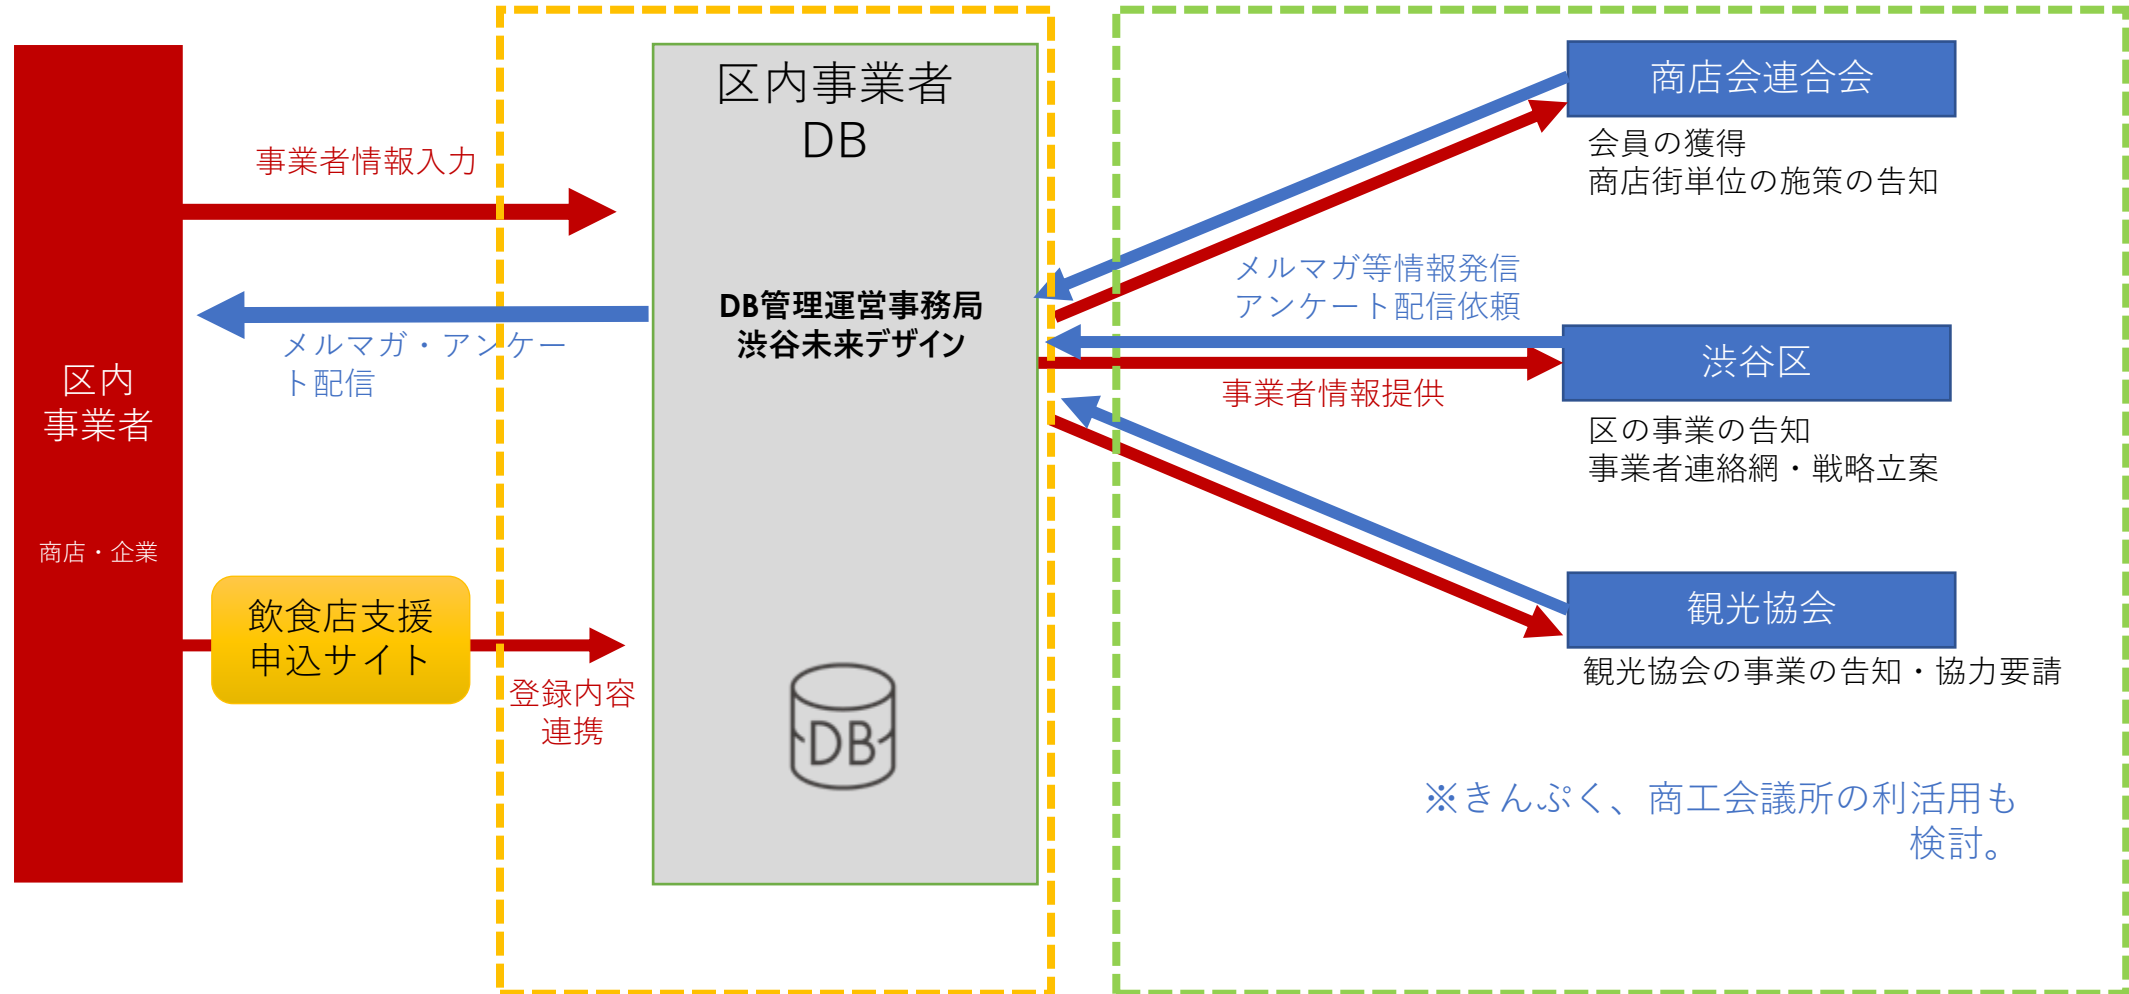 区内
事業者
商店・企業
事業者情報入力
メルマガ・アンケー
ト配信
飲食店支援
申込サイト
登録内容
連携
区内事業者
DB
DB管理運営事務局
渋谷未来デザイン
DB
メルマガ等情報発信
アンケート配信依頼
事業者情報提供
商店会連合会
会員の獲得
商店街単位の施策の告知
渋谷区
区の事業の告知
事業者連絡網・戦略立案
観光協会
観光協会の事業の告知・協力要請
※きんぷく、商工会議所の利活用も
検討。